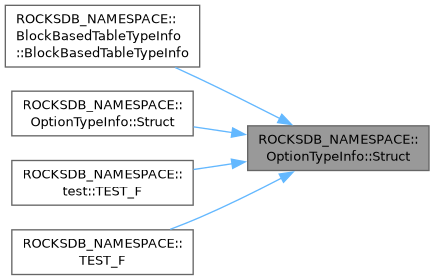 ROCKSDB_NAMESPACE::
BlockBasedTableTypeInfo
::BlockBasedTableTypeInfo
ROCKSDB_NAMESPACE::
OptionTypeInfo::Struct
ROCKSDB_NAMESPACE::
OptionTypeInfo::Struct
ROCKSDB_NAMESPACE::
test::TEST_F
ROCKSDB_NAMESPACE::
TEST_F